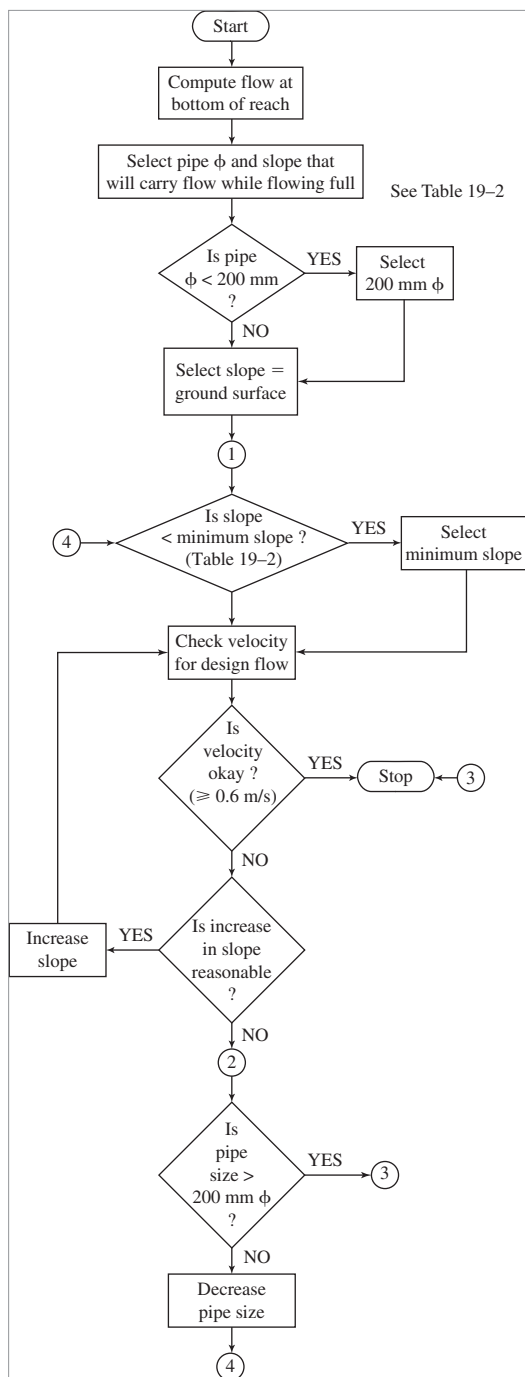 Start
Compute flow at
bottom of reach
Select pipe ϕ and slope that
will carry flow while flowing full
See Table 19–2
Is pipe
ϕ < 200 mm
?
YES
Select
200 mm ϕ
NO
Select slope =
ground surface
1
4
Is slope
< minimum slope ?
(Table 19–2)
YES
Select
minimum slope
Check velocity
for design flow
Is
velocity
okay ?
(⩾ 0.6 m/s)
YES
Stop
3
NO
Is increase
in slope
reasonable
?
YES
Increase
slope
NO
2
Is
pipe
size >
200 mm ϕ
?
YES
3
NO
Decrease
pipe size
4